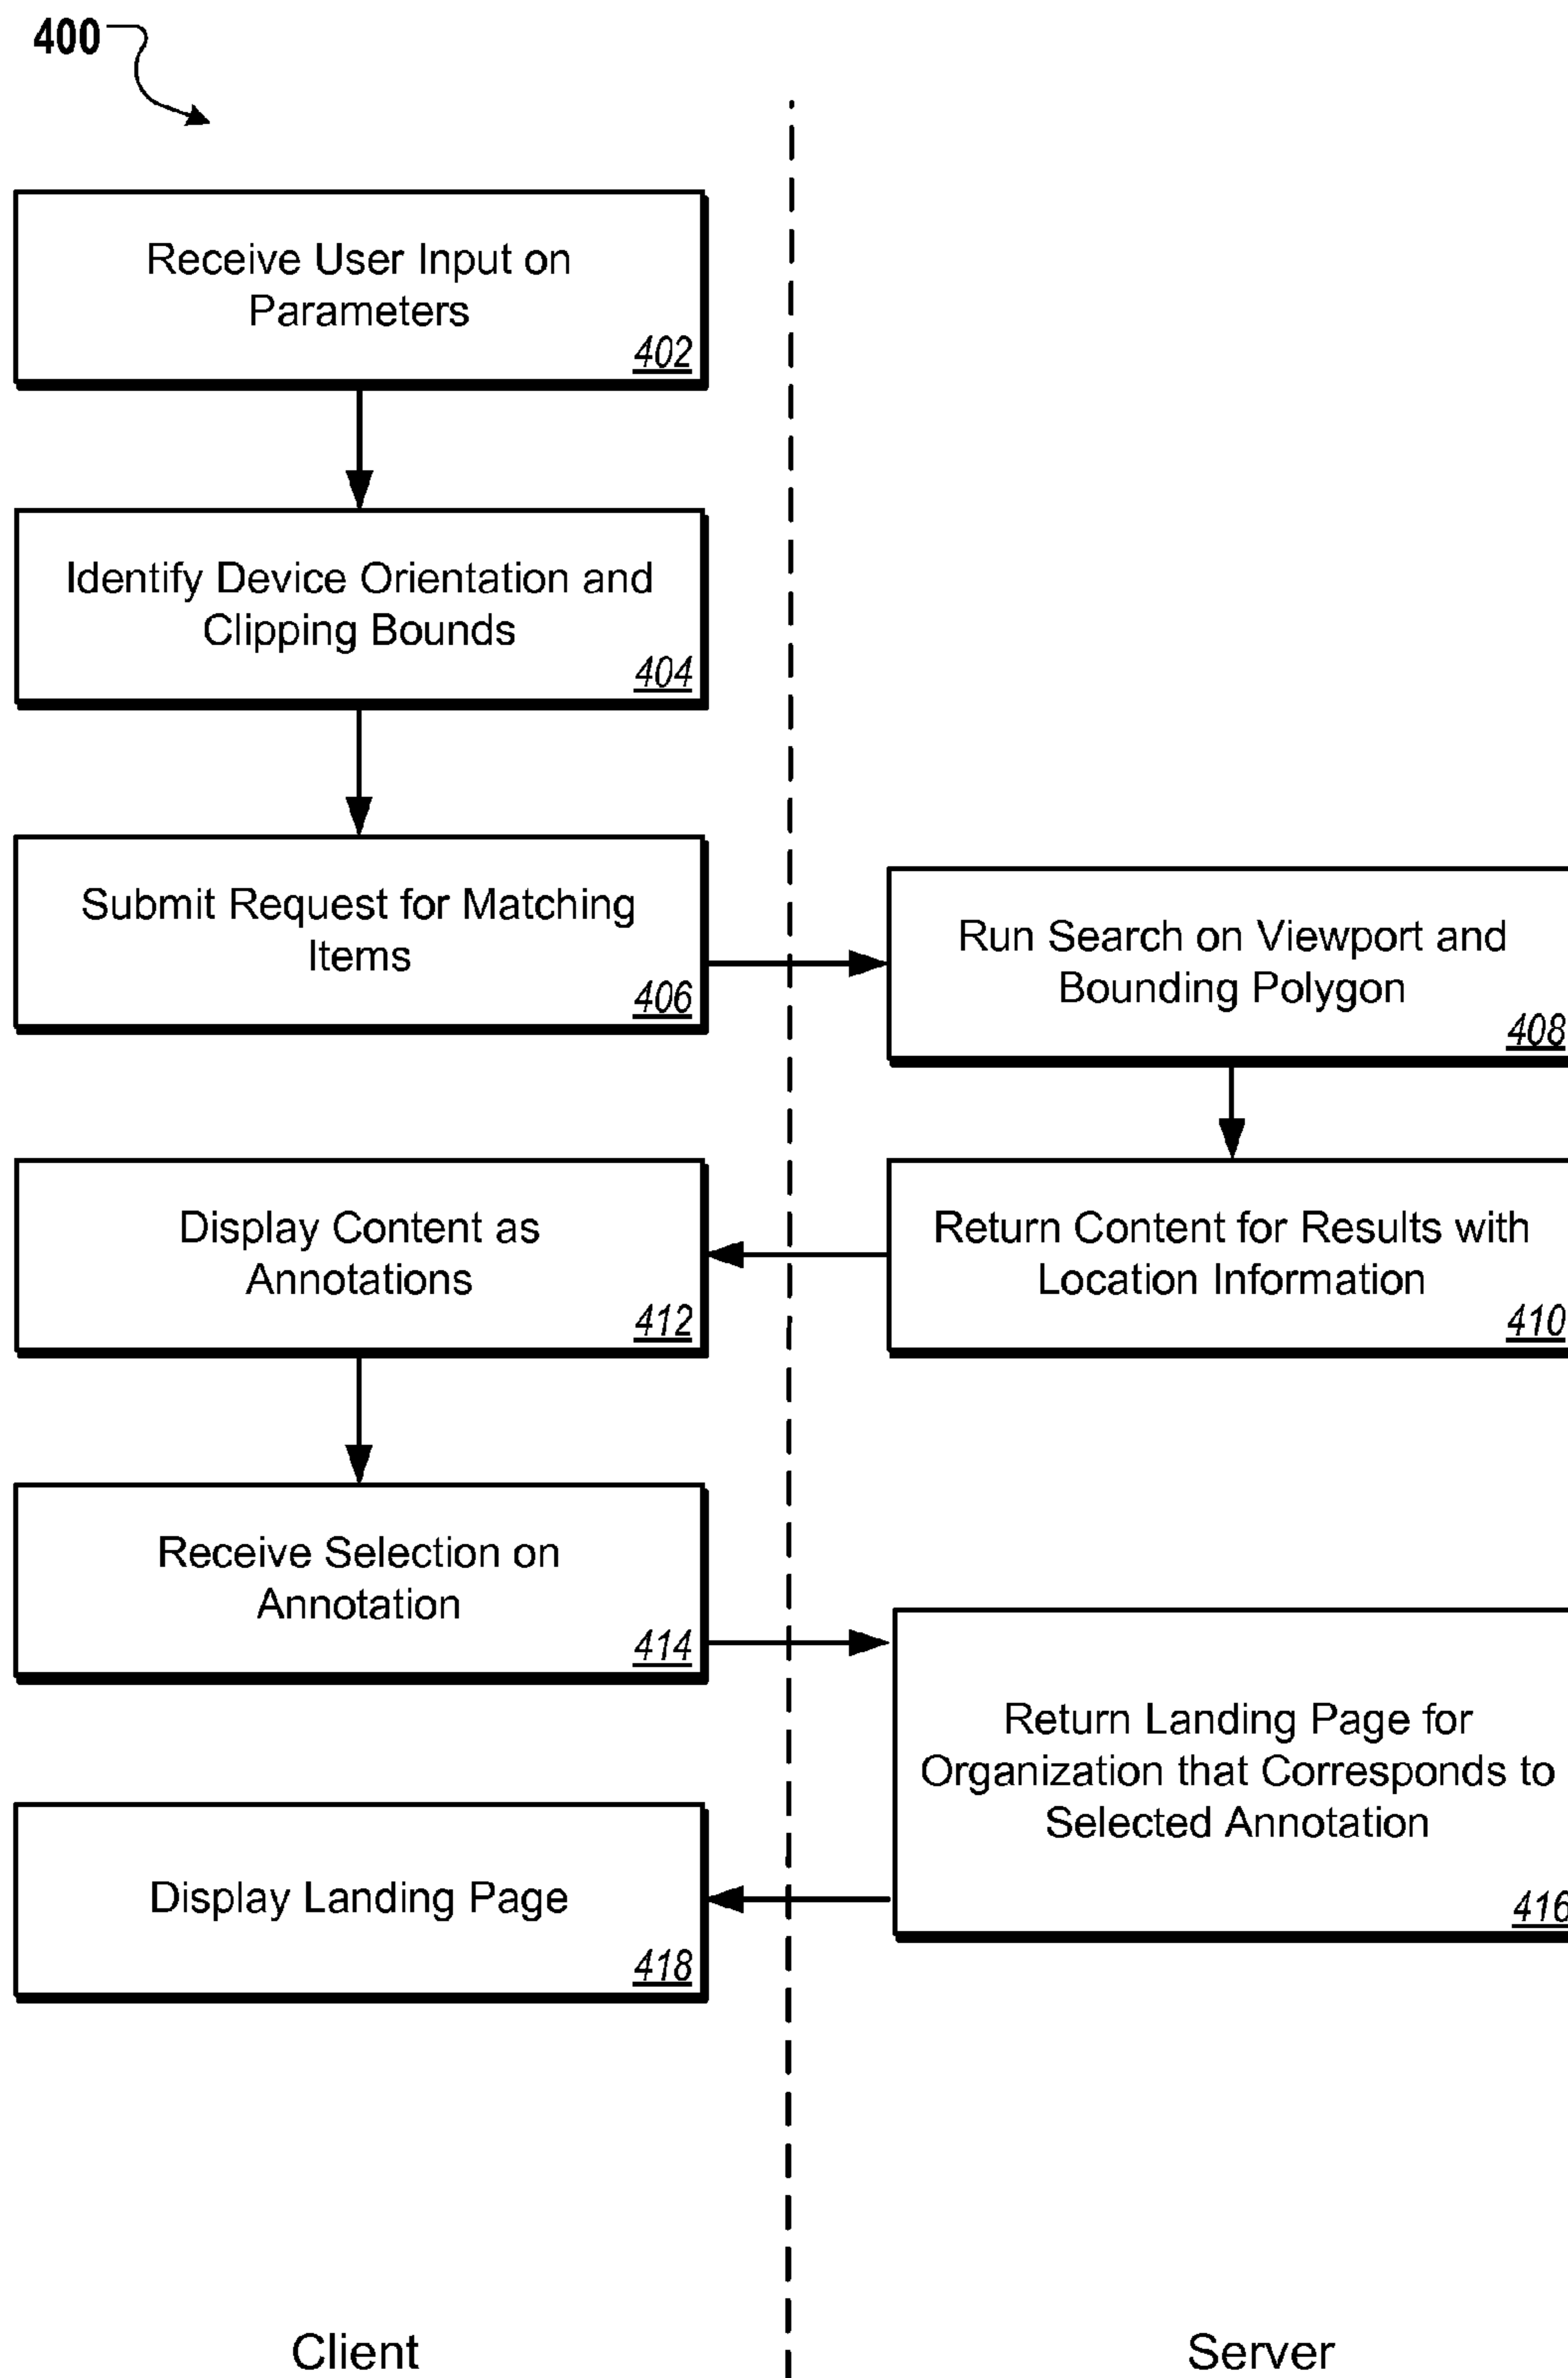 400
Receive User Input on
Parameters
402
Identify Device Orientation and
Clipping Bounds
404
Submit Request for Matching
Items
406
Run Search on Viewport and
Bounding Polygon
408
Return Content for Results with
Location Information
410
Display Content as
Annotations
412
Receive Selection on
Annotation
414
Return Landing Page for
Organization that Corresponds to
Selected Annotation
416
Display Landing Page
418
Client
Server